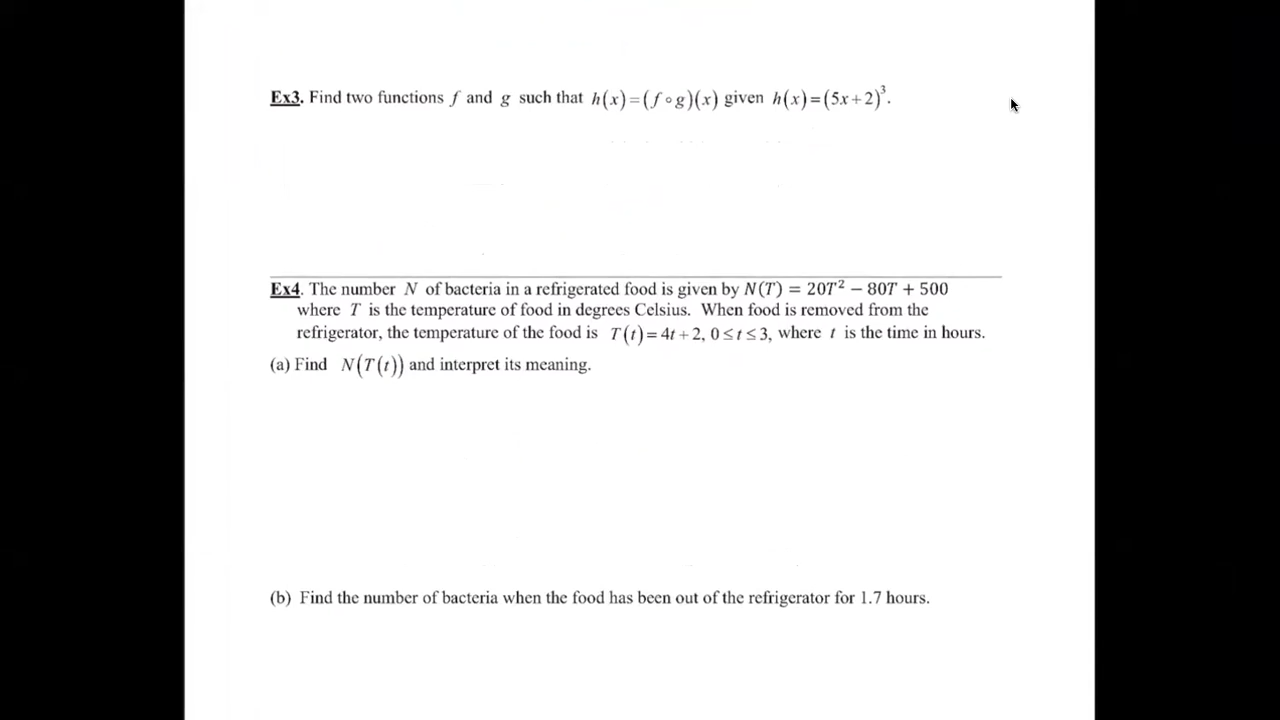 Ex3. Find two functions f and g such that h(x)=(f∘g)(x) given h(x)=(5x+2)³.
Ex4. The number N of bacteria in a refrigerated food is given by N(T) = 20T² − 80T + 500
where T is the temperature of food in degrees Celsius. When food is removed from the
refrigerator, the temperature of the food is T(t)=4t+2, 0≤t≤3, where t is the time in hours.
(a) Find N(T(t)) and interpret its meaning.
(b) Find the number of bacteria when the food has been out of the refrigerator for 1.7 hours.